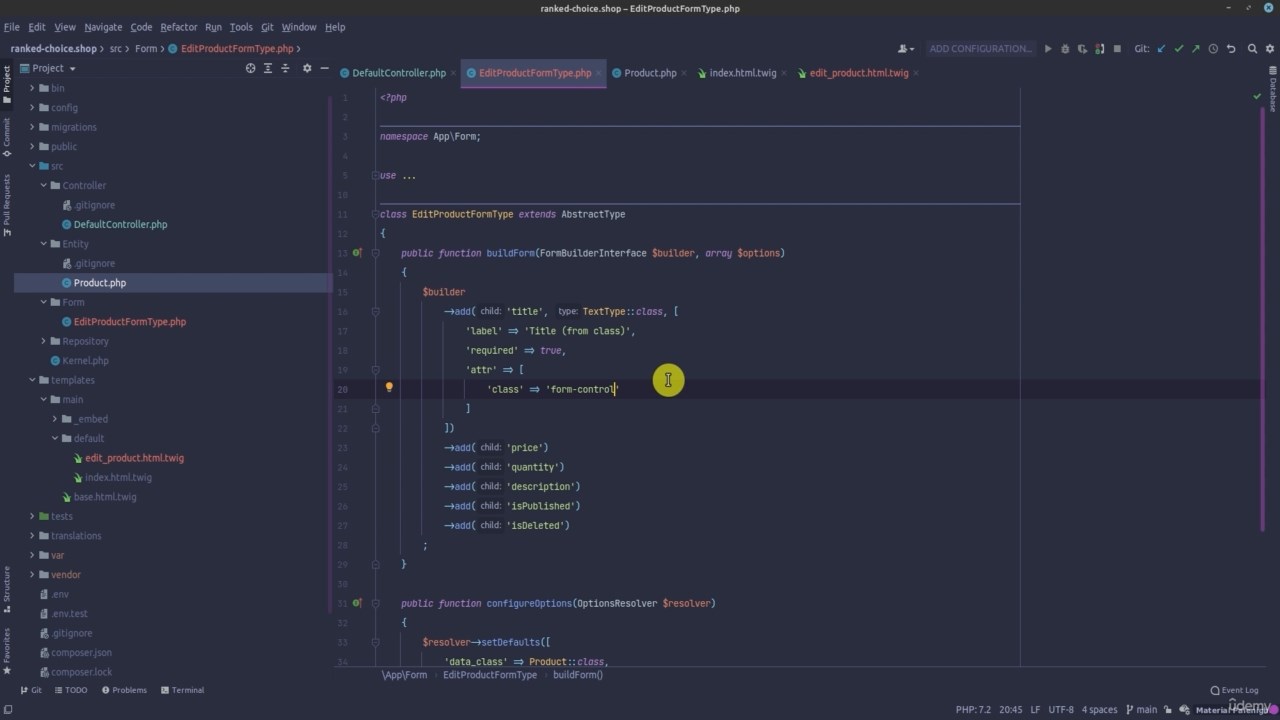 ranked-choice.shop – EditProductFormType.php
File Edit View Navigate Code Refactor Run Tools Git Window Help
ranked-choice.shop › src › Form › EditProductFormType.php ›
ADD CONFIGURATION...
Git:
Project
DefaultController.php × EditProductFormType.php × Product.php × index.html.twig × edit_product.html.twig ×
Project
Commit
Pull Requests
Structure
Favorites
Database
bin
config
migrations
public
src
Controller
.gitignore
DefaultController.php
Entity
.gitignore
Product.php
Form
EditProductFormType.php
Repository
Kernel.php
templates
main
_embed
default
edit_product.html.twig
index.html.twig
base.html.twig
tests
translations
var
vendor
.env
.env.test
.gitignore
composer.json
composer.lock
1 <?php
2
3 namespace App\Form;
4
5 use ...
10
11 class EditProductFormType extends AbstractType
12 {
13 public function buildForm(FormBuilderInterface $builder, array $options)
14 {
15 $builder
16 ->add( child: 'title', type: TextType::class, [
17 'label' => 'Title (from class)',
18 'required' => true,
19 'attr' => [
20 'class' => 'form-control'
21 ]
22 ])
23 ->add( child: 'price')
24 ->add( child: 'quantity')
25 ->add( child: 'description')
26 ->add( child: 'isPublished')
27 ->add( child: 'isDeleted')
28 ;
29 }
30
31 public function configureOptions(OptionsResolver $resolver)
32 {
33 $resolver->setDefaults([
34 'data_class' => Product::class,
\App\Form › EditProductFormType › buildForm()
Git TODO Problems Terminal
Event Log
PHP: 7.2 20:45 LF UTF-8 4 spaces main Material Palenight
udemy